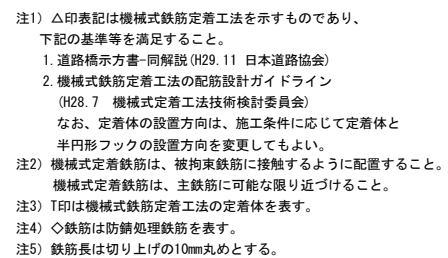 注1) △印表記は機械式鉄筋定着工法を示すものであり、
下記の基準等を満足すること。
1.道路橋示方書-同解説(H29.11 日本道路協会)
2.機械式鉄筋定着工法の配筋設計ガイドライン
(H28.7 機械式定着工法技術検討委員会)
なお、定着体の設置方向は、施工条件に応じて定着体と
半円形フックの設置方向を変更してもよい。
注2) 機械式定着鉄筋は、被拘束鉄筋に接触するように配置すること。
機械式定着鉄筋は、主鉄筋に可能な限り近づけること。
注3) T印は機械式鉄筋定着工法の定着体を表す。
注4) ◇鉄筋は防錆処理鉄筋を表す。
注5) 鉄筋長は切り上げの10mm丸めとする。